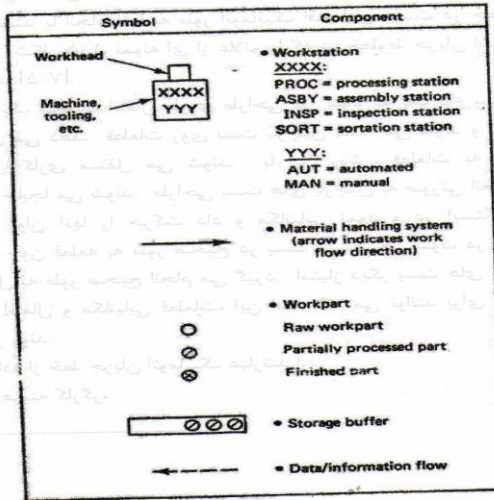 Symbol Component
Workhead
XXXX
YYY
Machine,
tooling,
etc.
• Workstation
XXXX:
PROC = processing station
ASBY = assembly station
INSP = inspection station
SORT = sortation station
YYY:
AUT = automated
MAN = manual
• Material handling system
(arrow indicates work
flow direction)
• Workpart
Raw workpart
Partially processed part
Finished part
• Storage buffer
• Data/information flow